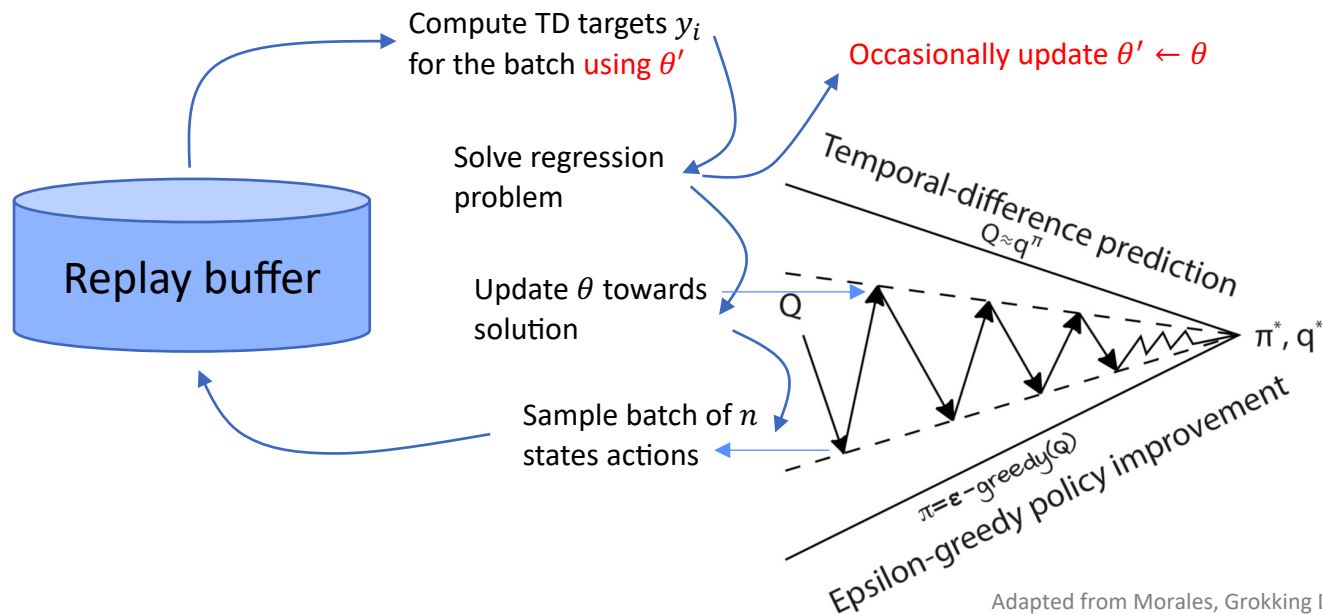 Compute TD targets 𝑦ᵢ
for the batch using 𝜃′
Occasionally update 𝜃′ ← 𝜃
Solve regression
problem
Replay buffer
Update 𝜃 towards
solution
Sample batch of 𝑛
states actions
Temporal-difference prediction
Q≈q^π
Q
π*, q*
π=ε-greedy(Q)
Epsilon-greedy policy improvement
Adapted from Morales, Grokking D